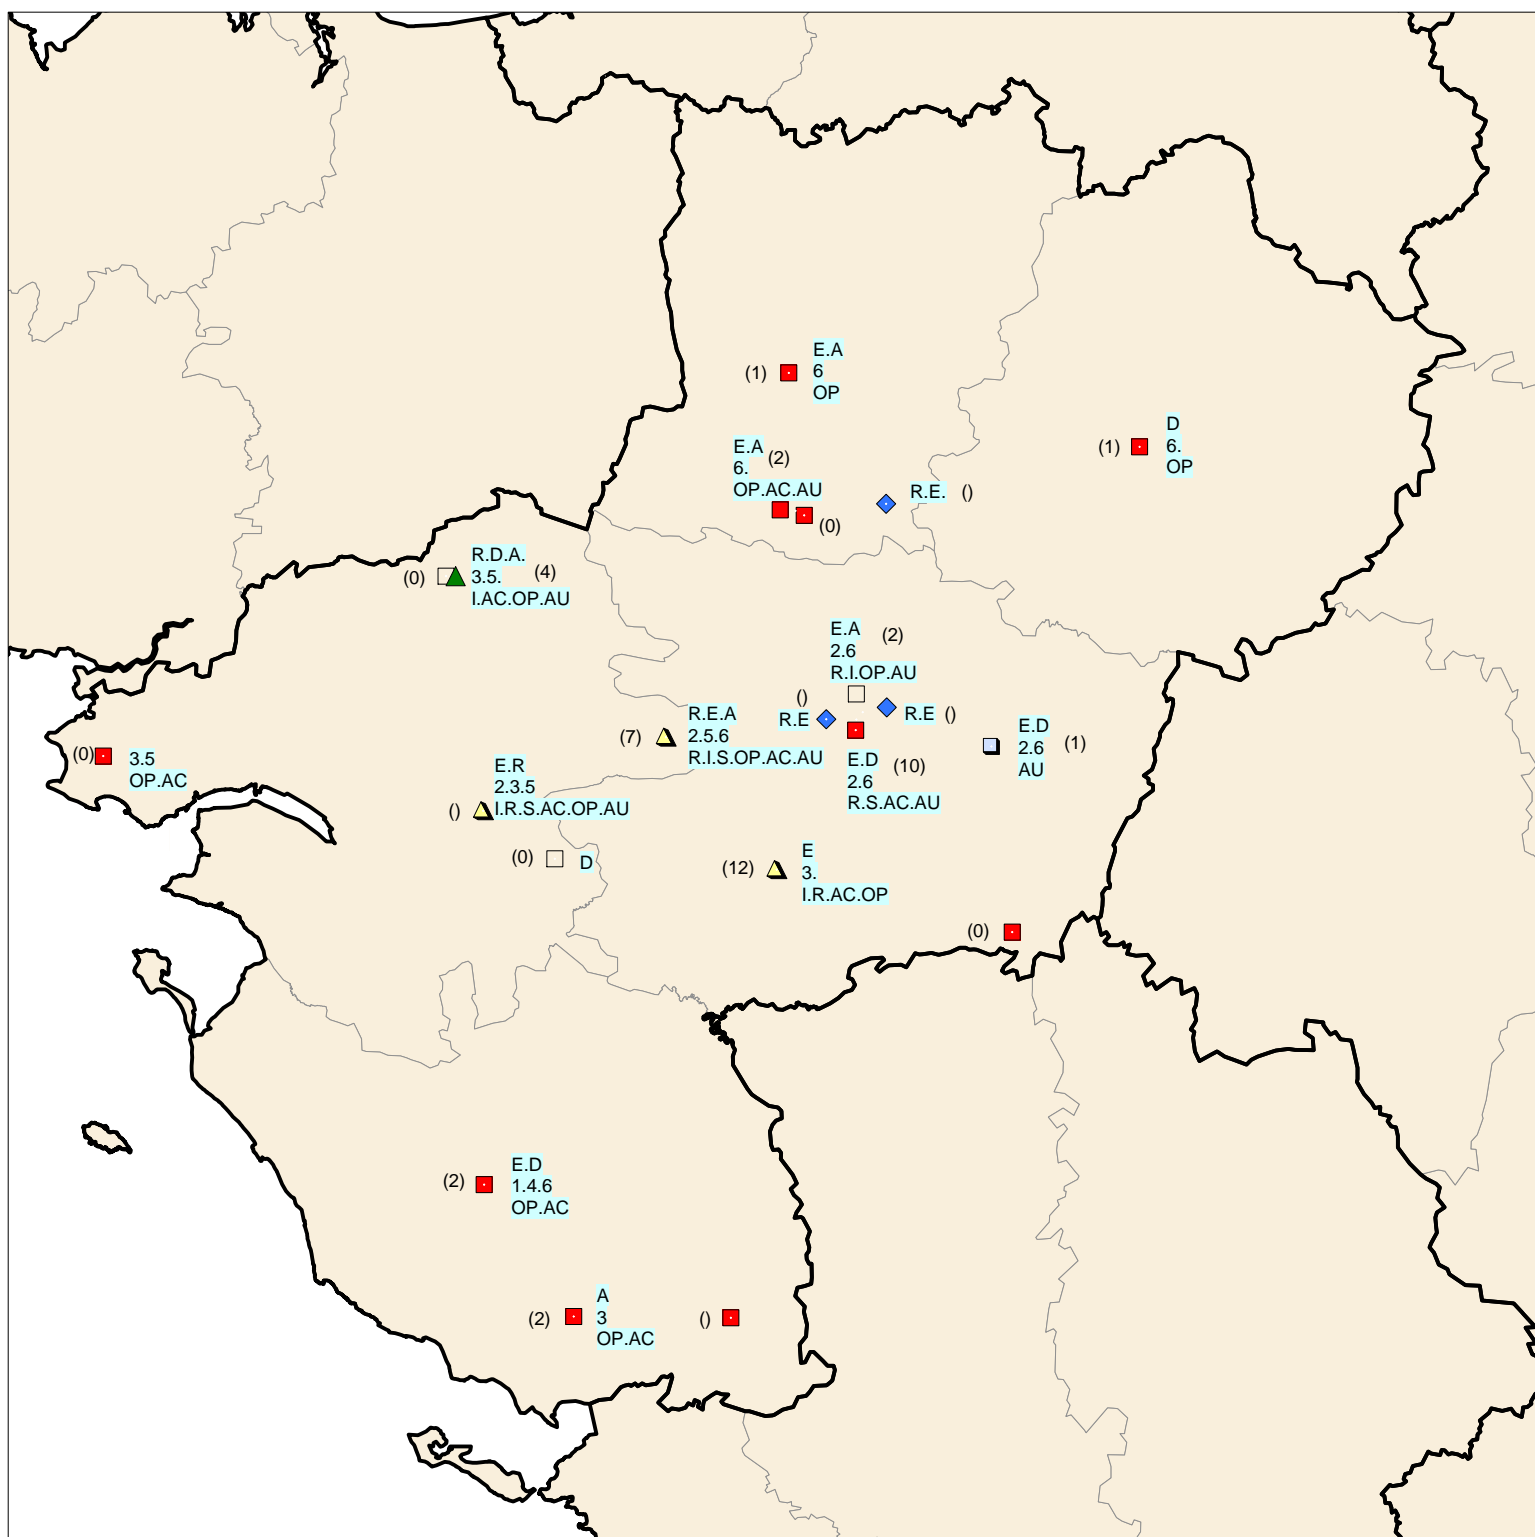 E.A
(1) 6
OP
D
(1) 6.
OP
E.A (2)
6.
OP.AC.AU
R.E. ()
(0)
R.D.A.
(0) 3.5. (4)
I.AC.OP.AU
E.A (2)
2.6
R.I.OP.AU
()
R.E
R.E ()
R.E.A
(7) 2.5.6
R.I.S.OP.AC.AU
E.D
2.6 (1)
AU
(0) 3.5
OP.AC
E.D (10)
2.6
R.S.AC.AU
E.R
2.3.5
() I.R.S.AC.OP.AU
(0) D
E
(12) 3.
I.R.AC.OP
(0)
E.D
(2) 1.4.6
OP.AC
A
(2) 3
OP.AC
()